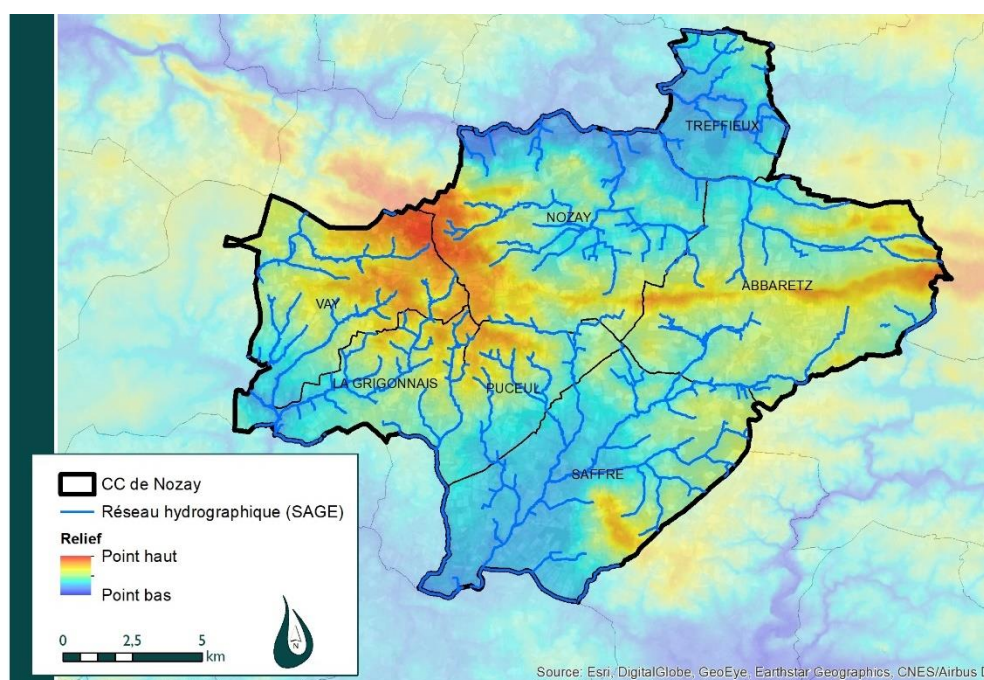 TREFFIEUX
NOZAY
ABBARETZ
VAY
LA GRIGONNAIS
PUCEUL
SAFFRE
CC de Nozay
Réseau hydrographique (SAGE)
Relief
Point haut
Point bas
0 2,5 5
km
N
Source: Esri, DigitalGlobe, GeoEye, Earthstar Geographics, CNES/Airbus D